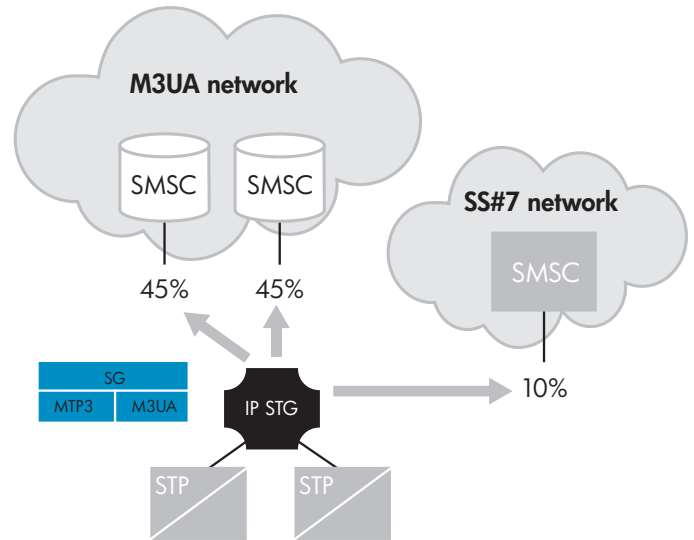 M3UA network
SMSC
SMSC
45%
45%
SS#7 network
SMSC
10%
SG
MTP3
M3UA
IP STG
STP
STP